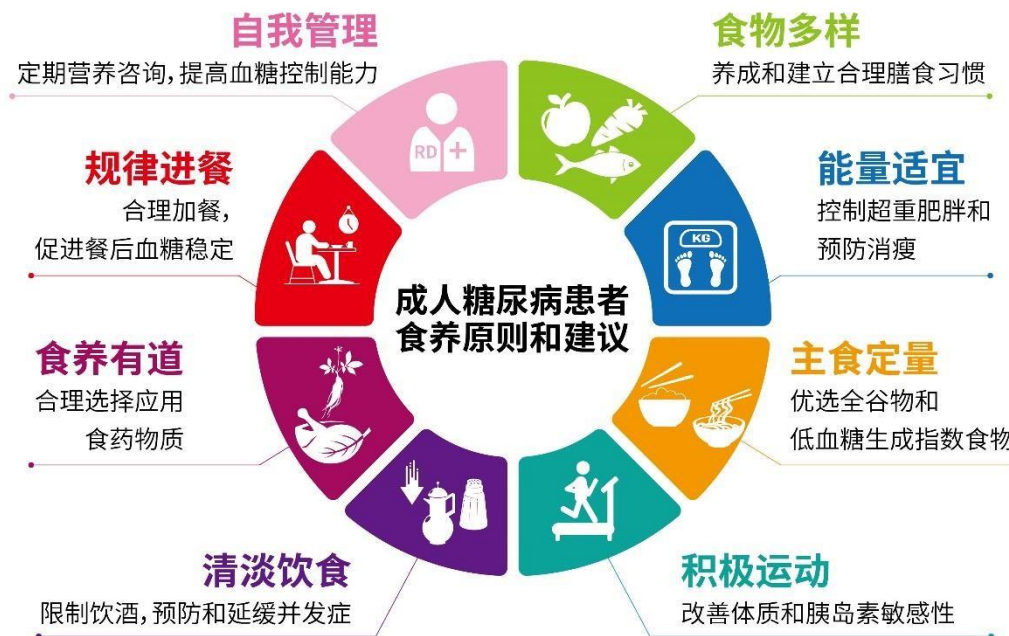 自我管理
定期营养咨询，提高血糖控制能力
食物多样
养成和建立合理膳食习惯
规律进餐
合理加餐，
促进餐后血糖稳定
能量适宜
控制超重肥胖和
预防消瘦
RD
KG
成人糖尿病患者
食养原则和建议
食养有道
合理选择应用
食药物质
主食定量
优选全谷物和
低血糖生成指数食物
清淡饮食
限制饮酒，预防和延缓并发症
积极运动
改善体质和胰岛素敏感性